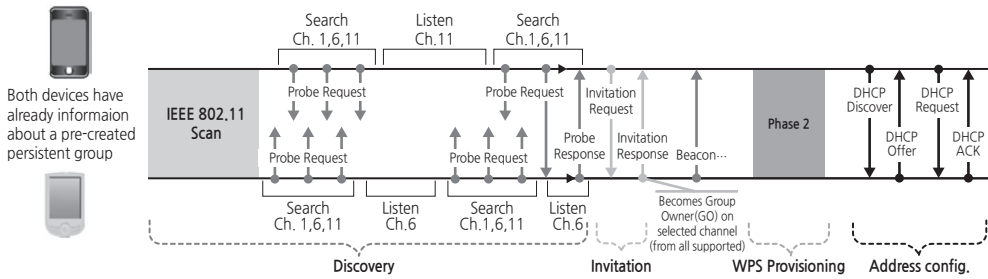 Search
Ch. 1,6,11
Listen
Ch.11
Search
Ch.1,6,11
Both devices have
already informaion
about a pre-created
persistent group
IEEE 802.11
Scan
Probe Request
Probe Request
Probe Request
Probe Request
Probe
Response
Invitation
Request
Invitation
Response
Beacon···
Phase 2
DHCP
Discover
DHCP
Offer
DHCP
Request
DHCP
ACK
Search
Ch. 1,6,11
Listen
Ch.6
Search
Ch.1,6,11
Listen
Ch.6
Becomes Group
Owner(GO) on
selected channel
(from all supported)
Discovery
Invitation
WPS Provisioning
Address config.